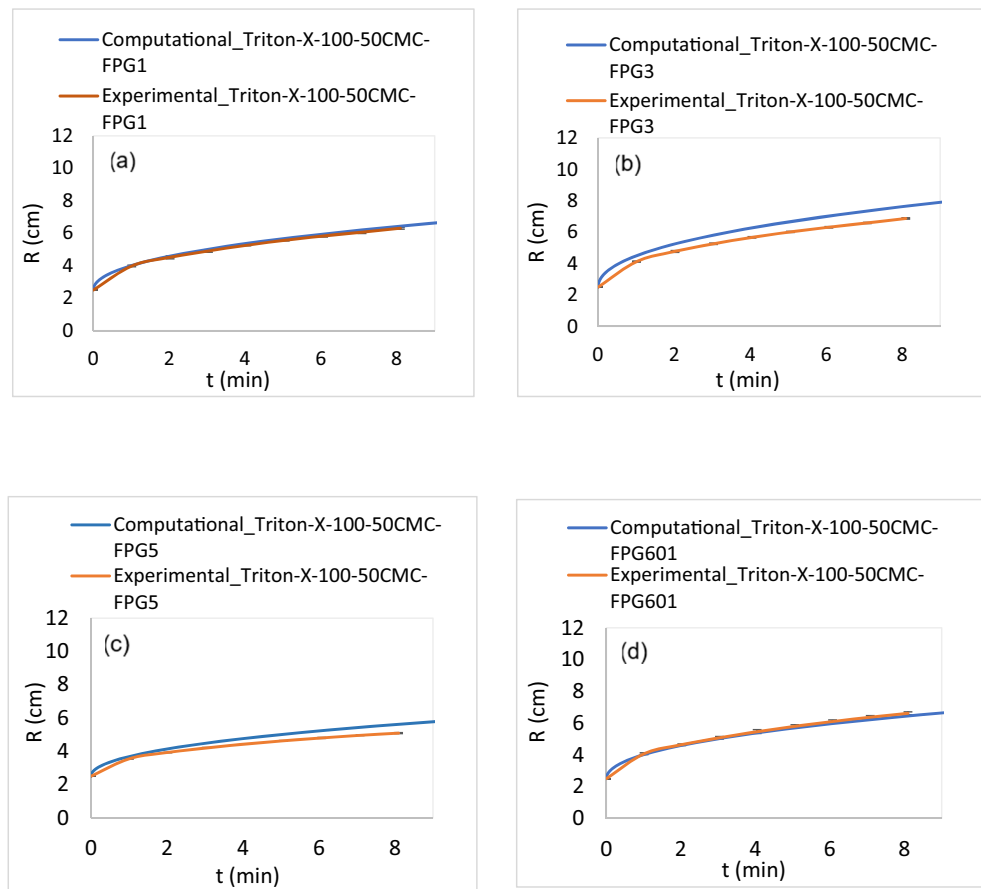 Computational_Triton-X-100-50CMC-
FPG1
Experimental_Triton-X-100-50CMC-
FPG1
12
10
8
6
4
2
0
R (cm)
(a)
0 2 4 6 8
t (min)
Computational_Triton-X-100-50CMC-
FPG3
Experimental_Triton-X-100-50CMC-
FPG3
12
10
8
6
4
2
0
R (cm)
(b)
0 2 4 6 8
t (min)
Computational_Triton-X-100-50CMC-
FPG5
Experimental_Triton-X-100-50CMC-
FPG5
12
10
8
6
4
2
0
R (cm)
(c)
0 2 4 6 8
t (min)
Computational_Triton-X-100-50CMC-
FPG601
Experimental_Triton-X-100-50CMC-
FPG601
12
10
8
6
4
2
0
R (cm)
(d)
0 2 4 6 8
t (min)